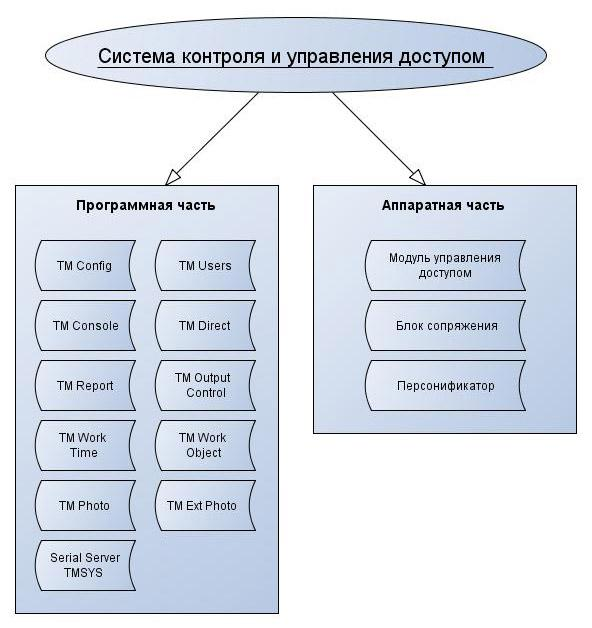 Система контроля и управления доступом
Программная часть
TM Config
TM Users
TM Console
TM Direct
TM Report
TM Output
Control
TM Work
Time
TM Work
Object
TM Photo
TM Ext Photo
Serial Server
TMSYS
Аппаратная часть
Модуль управления
доступом
Блок сопряжения
Персонификатор